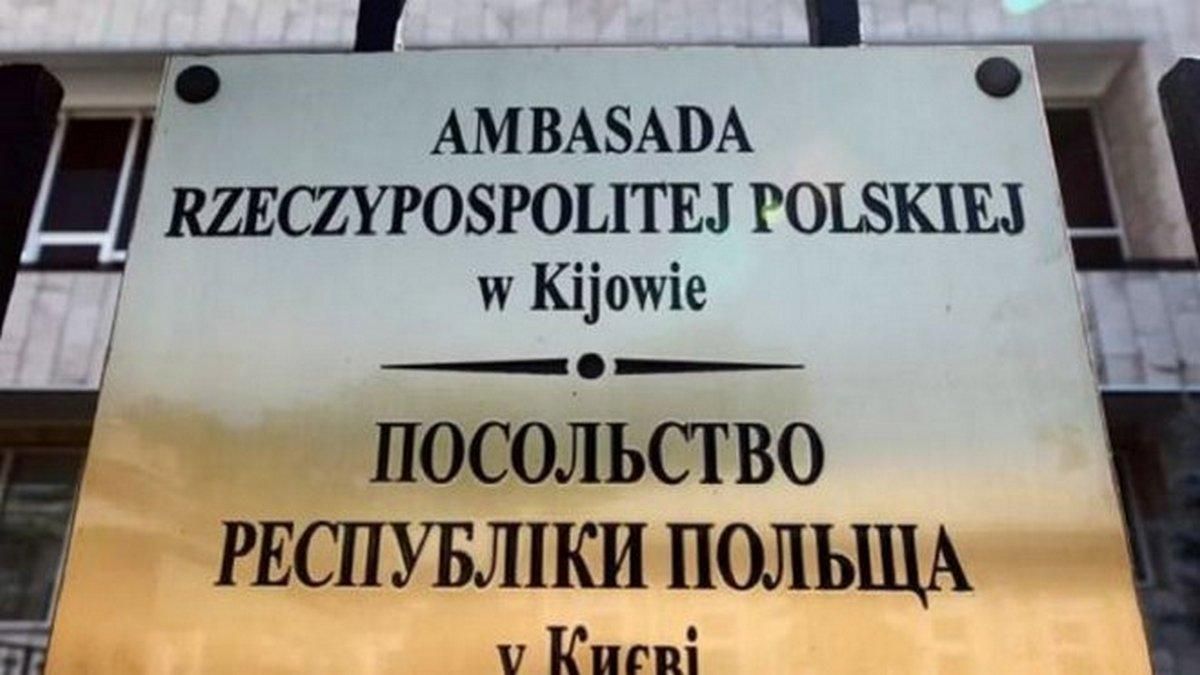 AMBASADA
RZECZYPOSPOLITEJ POLSKIEJ
w Kijowie
ПОСОЛЬСТВО
РЕСПУБЛІКИ ПОЛЬЩА
у Києві